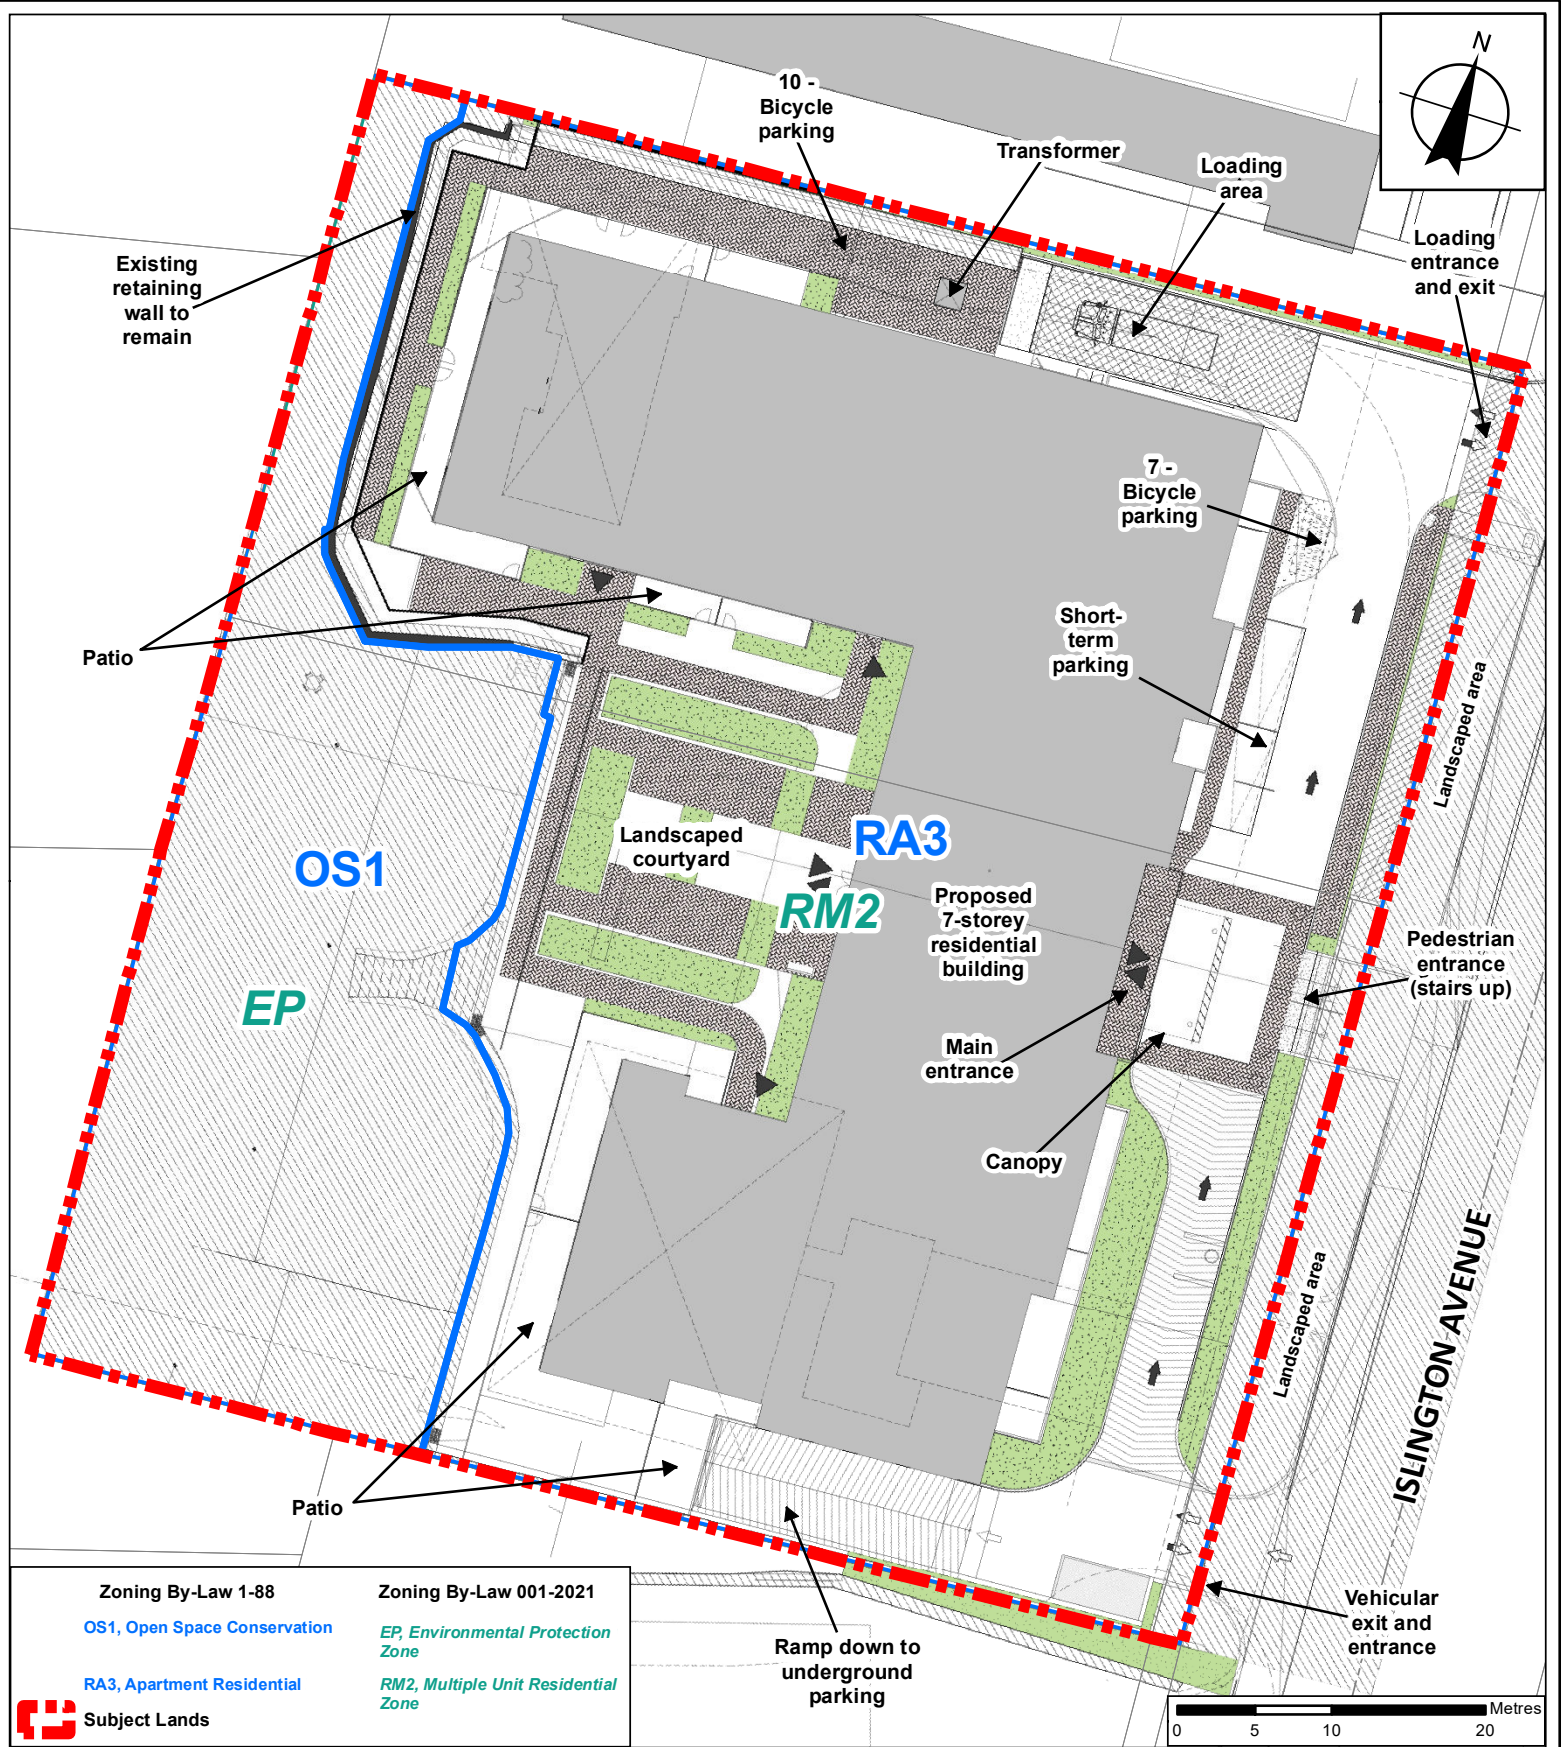 N
10 -
Bicycle
parking
Transformer
Loading
area
Loading
entrance
and exit
Existing
retaining
wall to
remain
7 -
Bicycle
parking
Short-
term
parking
Patio
Landscaped area
Landscaped
courtyard
RA3
OS1
RM2
Proposed
7-storey
residential
building
EP
Pedestrian
entrance
(stairs up)
Main
entrance
Canopy
Landscaped area
ISLINGTON AVENUE
Patio
Vehicular
exit and
entrance
Ramp down to
underground
parking
Zoning By-Law 1-88
Zoning By-Law 001-2021
OS1, Open Space Conservation
EP, Environmental Protection
Zone
RA3, Apartment Residential
RM2, Multiple Unit Residential
Zone
Subject Lands
Metres
0 5 10 20